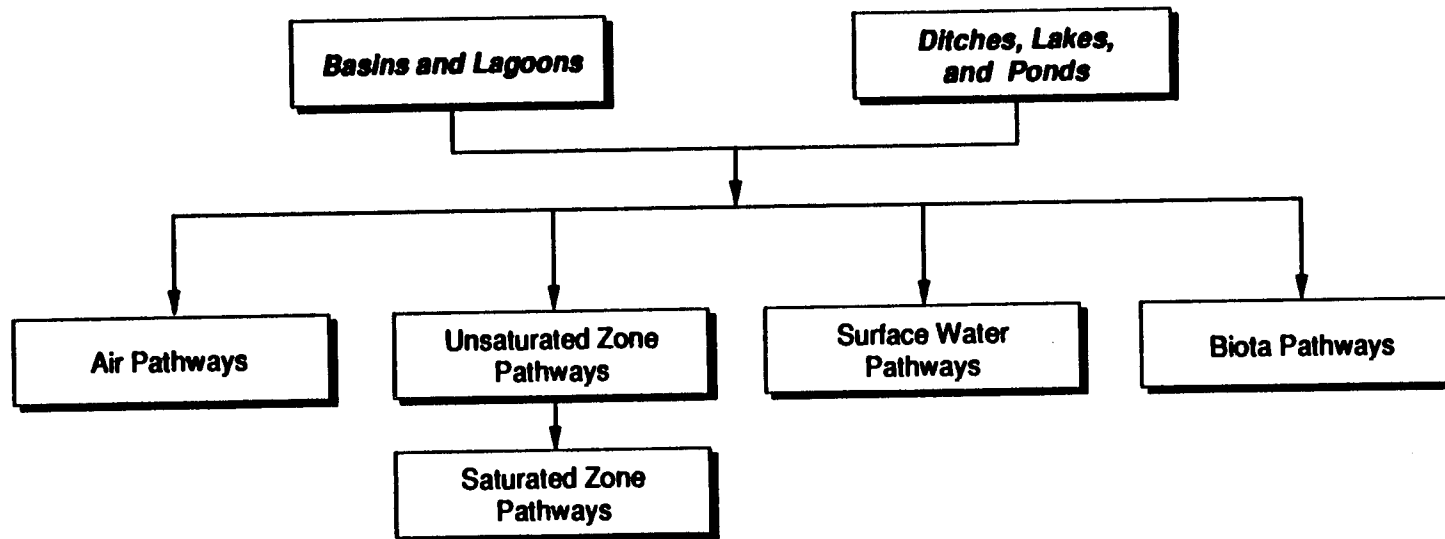 Basins and Lagoons
Ditches, Lakes,
and Ponds
Air Pathways
Unsaturated Zone
Pathways
Surface Water
Pathways
Biota Pathways
Saturated Zone
Pathways